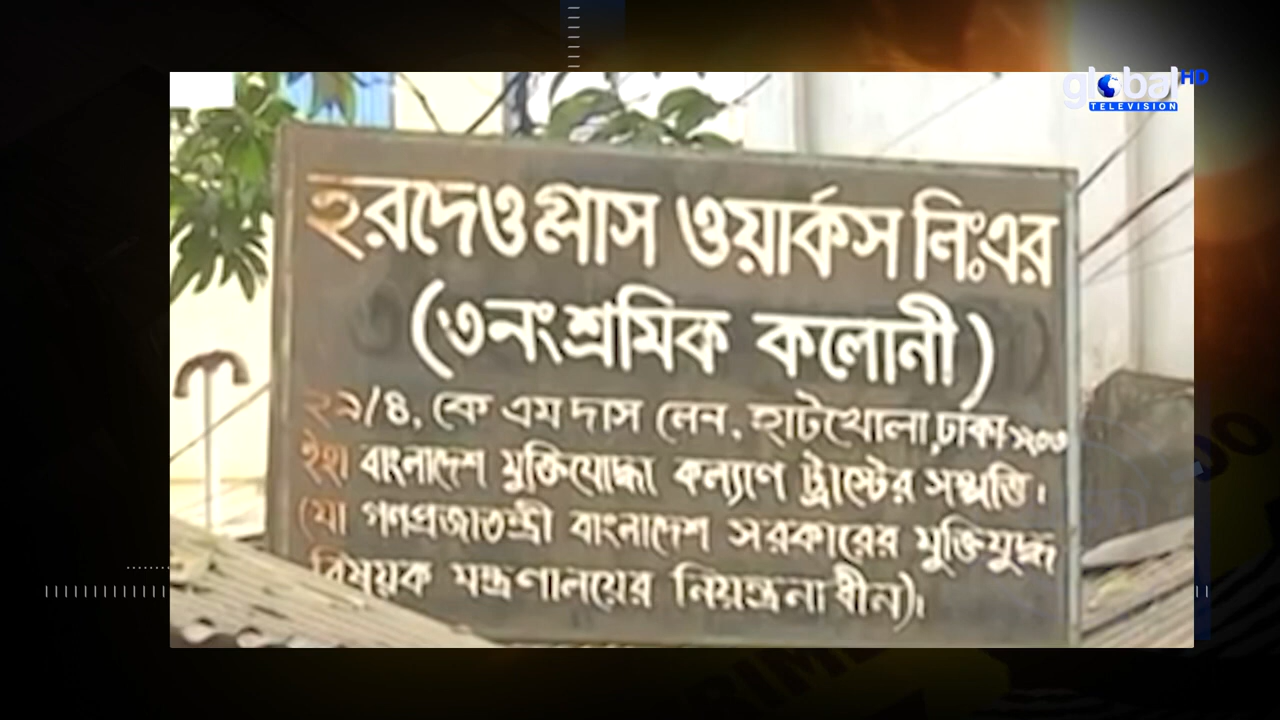 global HD
TELEVISION
হরদেও গ্লাস ওয়ার্কস লিঃএর
(৩নং শ্রমিক কলোনী)
২৯/৪, কে এম দাস লেন, হাটখোলা, ঢাকা-১২০৩
ইহা বাংলাদেশ মুক্তিযোদ্ধা কল্যাণ ট্রাস্টের সম্পত্তি।
(যা গণপ্রজাতন্ত্রী বাংলাদেশ সরকারের মুক্তিযুদ্ধ
বিষয়ক মন্ত্রণালয়ের নিয়ন্ত্রনাধীন)।